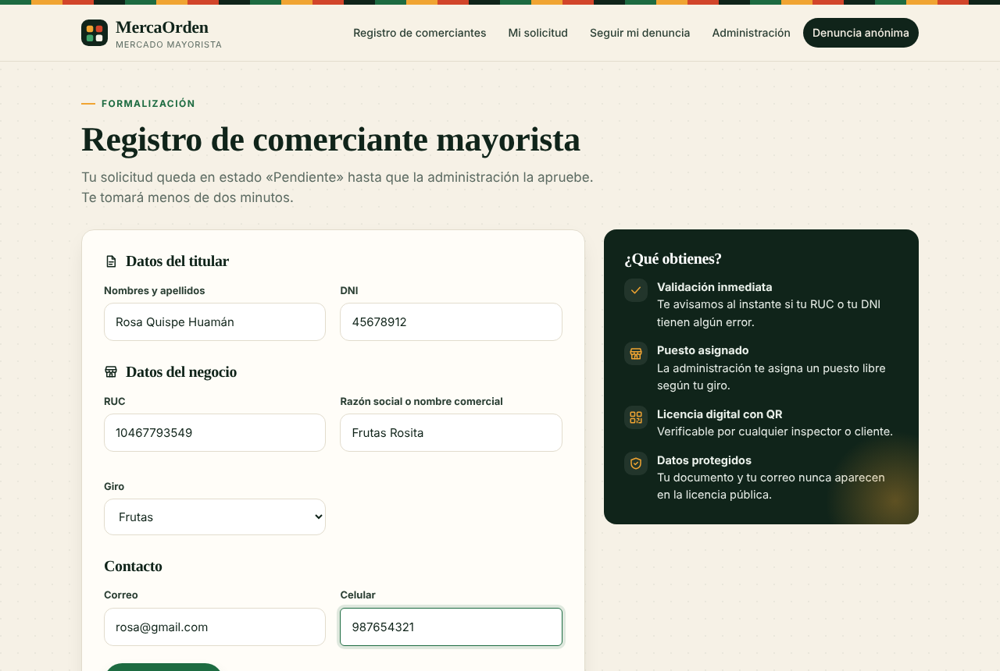 MercaOrden
MERCADO MAYORISTA
Registro de comerciantes
Mi solicitud
Seguir mi denuncia
Administración
Denuncia anónima
FORMALIZACIÓN
Registro de comerciante mayorista
Tu solicitud queda en estado «Pendiente» hasta que la administración la apruebe.
Te tomará menos de dos minutos.
Datos del titular
Nombres y apellidos
DNI
Rosa Quispe Huamán
45678912
Datos del negocio
RUC
Razón social o nombre comercial
10467793549
Frutas Rosita
Giro
Frutas
Contacto
Correo
Celular
rosa@gmail.com
987654321
¿Qué obtienes?
Validación inmediata
Te avisamos al instante si tu RUC o tu DNI
tienen algún error.
Puesto asignado
La administración te asigna un puesto libre
según tu giro.
Licencia digital con QR
Verificable por cualquier inspector o cliente.
Datos protegidos
Tu documento y tu correo nunca aparecen
en la licencia pública.